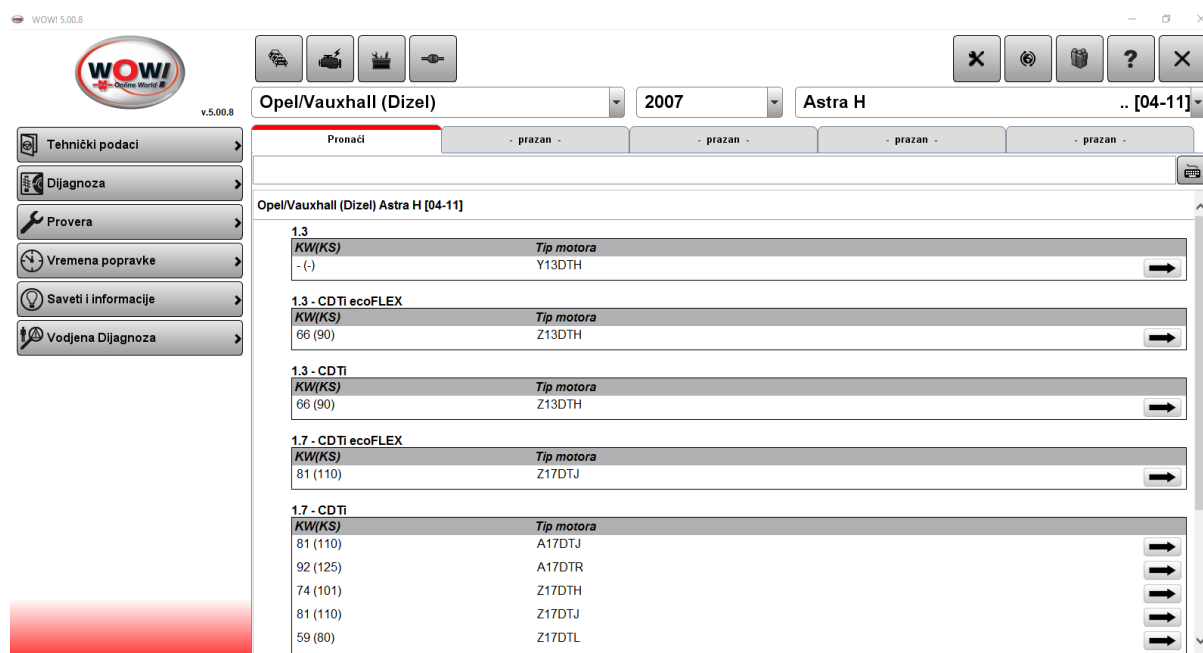 WOW! 5.00.8
WOW!
Online World
v.5.00.8
?
Opel/Vauxhall (Dizel) 2007 Astra H .. [04-11]
Tehnički podaci
Dijagnoza
Provera
Vremena popravke
Saveti i informacije
Vodjena Dijagnoza
Pronaći - prazan - - prazan - - prazan - - prazan -
Opel/Vauxhall (Dizel) Astra H [04-11]
1.3
KW(KS) Tip motora
- (-) Y13DTH
1.3 - CDTi ecoFLEX
KW(KS) Tip motora
66 (90) Z13DTH
1.3 - CDTi
KW(KS) Tip motora
66 (90) Z13DTH
1.7 - CDTi ecoFLEX
KW(KS) Tip motora
81 (110) Z17DTJ
1.7 - CDTi
KW(KS) Tip motora
81 (110) A17DTJ
92 (125) A17DTR
74 (101) Z17DTH
81 (110) Z17DTJ
59 (80) Z17DTL